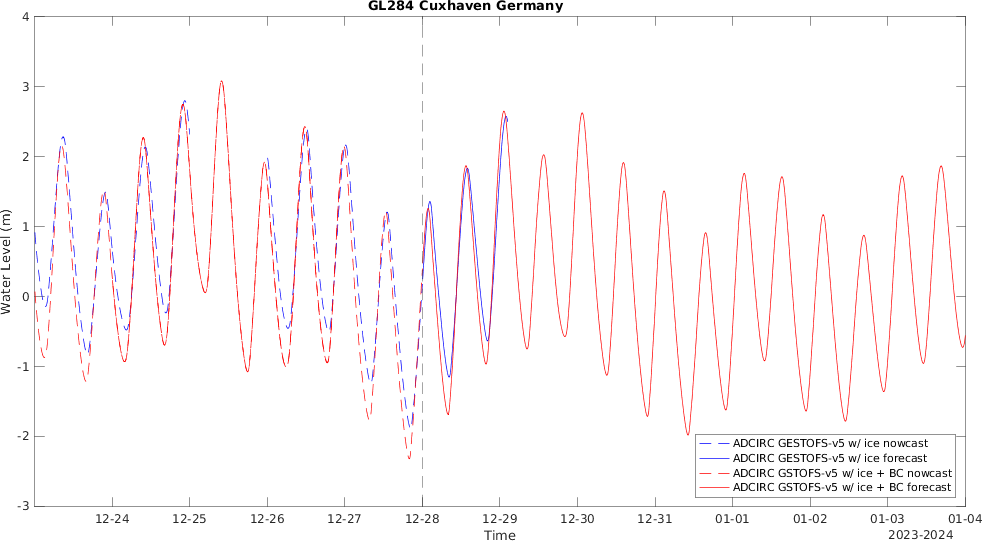 GL284 Cuxhaven Germany
4
3
2
1
0
-1
-2
-3
Water Level (m)
ADCIRC GESTOFS-v5 w/ ice nowcast
ADCIRC GESTOFS-v5 w/ ice forecast
ADCIRC GSTOFS-v5 w/ ice + BC nowcast
ADCIRC GSTOFS-v5 w/ ice + BC forecast
12-24 12-25 12-26 12-27 12-28 12-29 12-30 12-31 01-01 01-02 01-03 01-04
Time
2023-2024